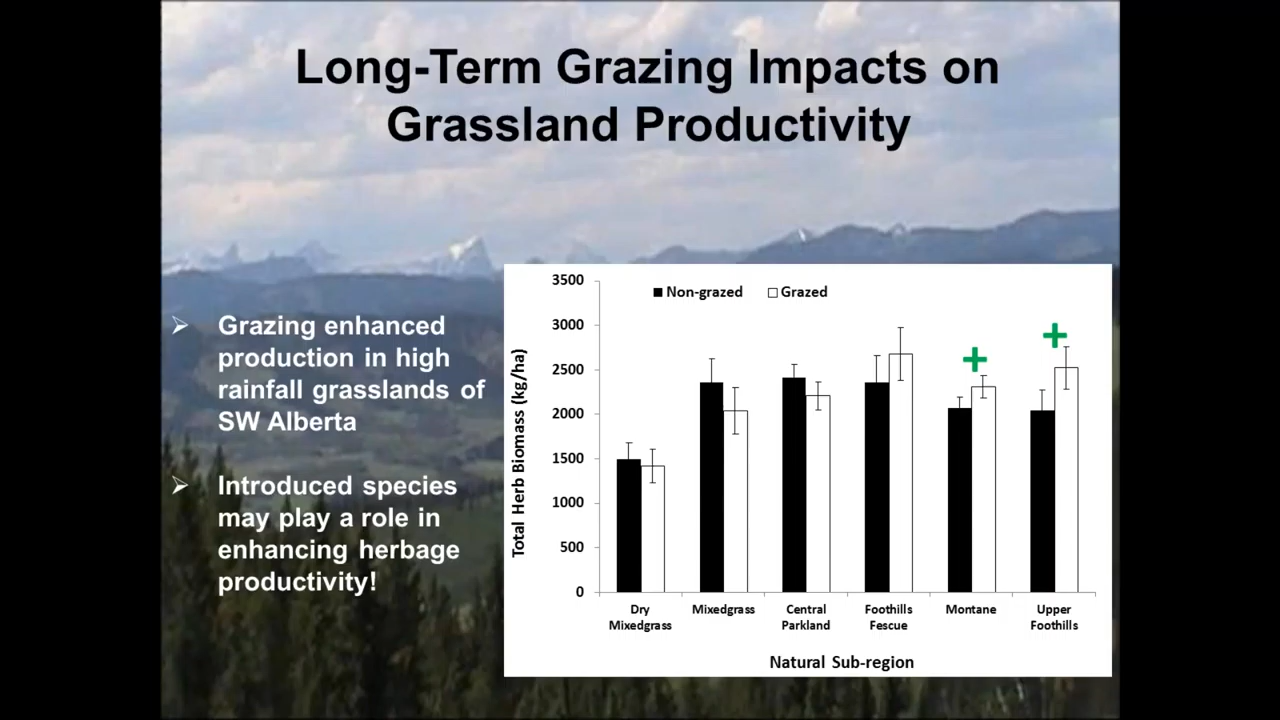 Long-Term Grazing Impacts on
Grassland Productivity
Grazing enhanced
production in high
rainfall grasslands of
SW Alberta
Introduced species
may play a role in
enhancing herbage
productivity!
Non-grazed
Grazed
Total Herb Biomass (kg/ha)
3500
3000
2500
2000
1500
1000
500
0
Dry
Mixedgrass
Mixedgrass
Central
Parkland
Foothills
Fescue
Montane
Upper
Foothills
Natural Sub-region